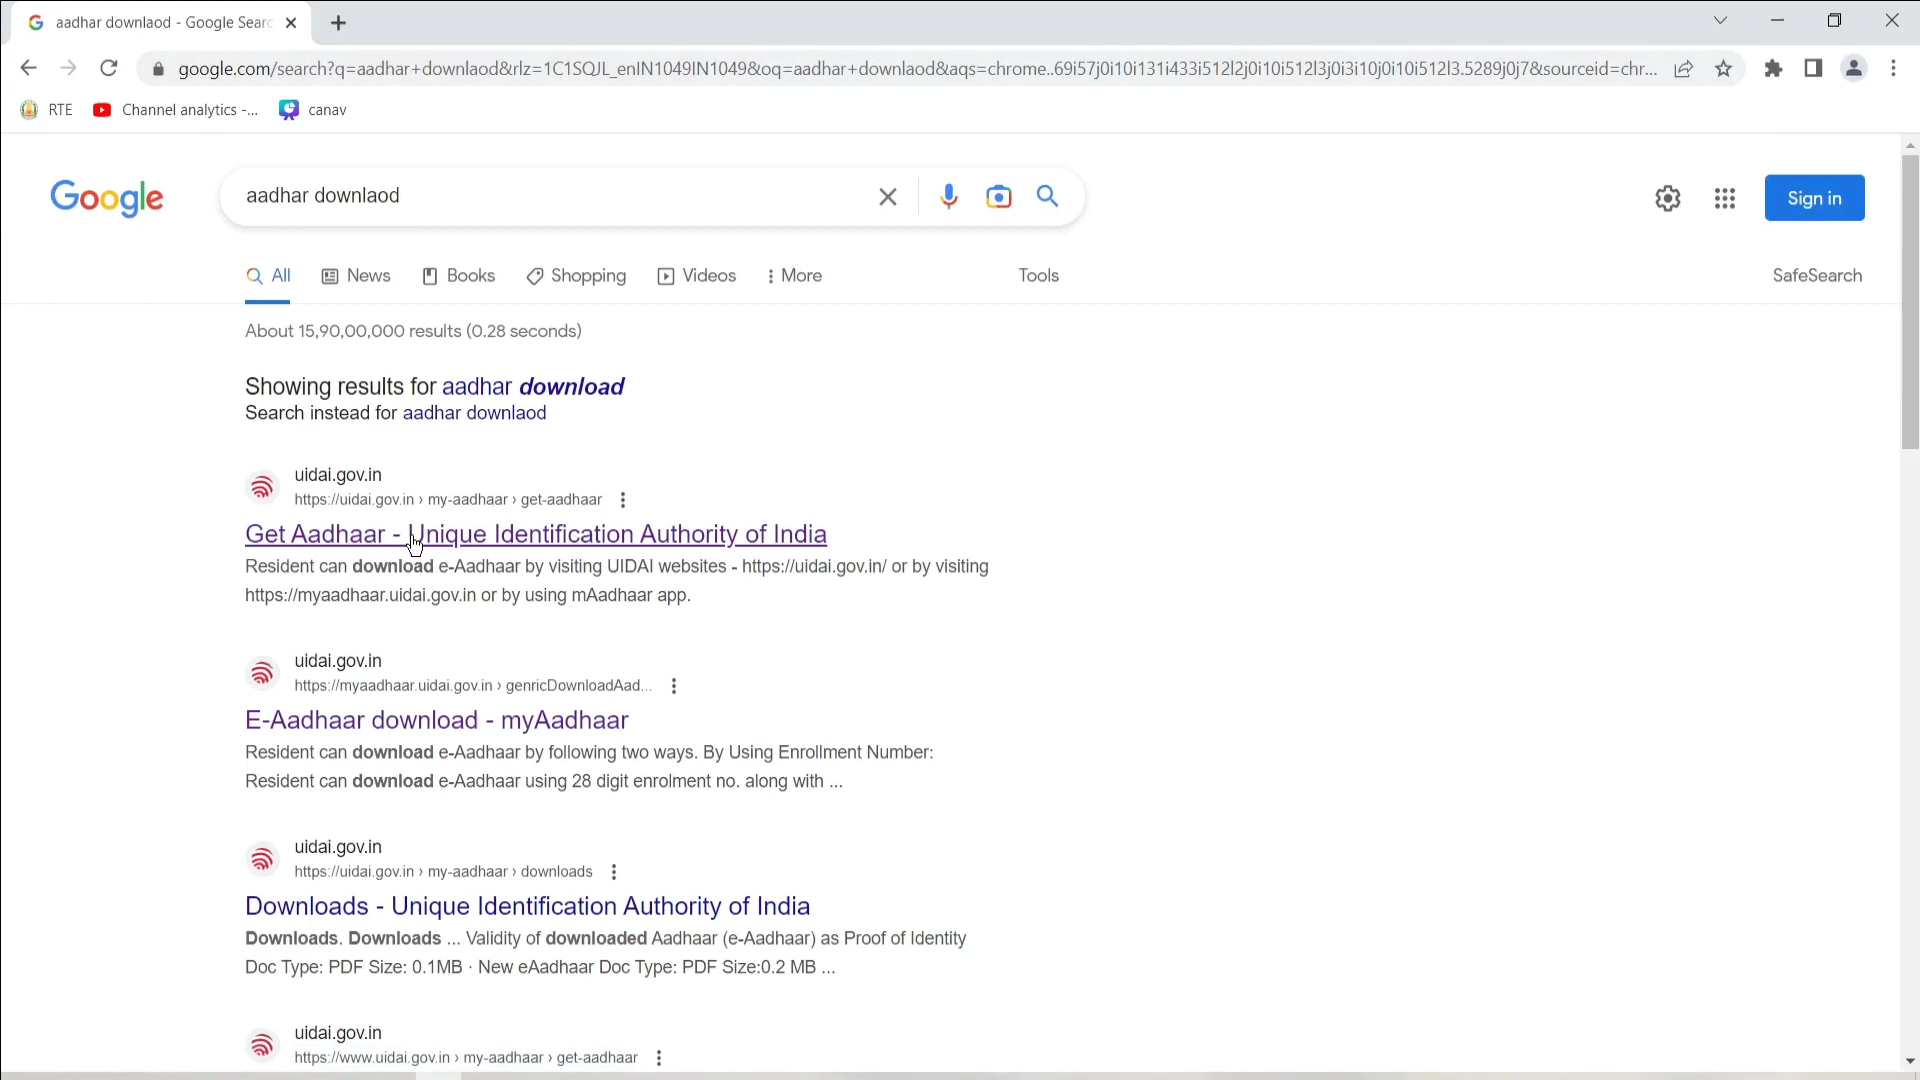 aadhar downlaod - Google Searc
google.com/search?q=aadhar+downlaod&rlz=1C1SQJL_enIN1049IN1049&oq=aadhar+downlaod&aqs=chrome..69i57j0i10i131i433i512l2j0i10i512l3j0i3i10j0i10i512l3.5289j0j7&sourceid=chr...
RTE Channel analytics -... canav
Google aadhar downlaod Sign in
All News Books Shopping Videos More Tools SafeSearch
About 15,90,00,000 results (0.28 seconds)
Showing results for aadhar download
Search instead for aadhar downlaod
uidai.gov.in
https://uidai.gov.in › my-aadhaar › get-aadhaar
Get Aadhaar - Unique Identification Authority of India
Resident can download e-Aadhaar by visiting UIDAI websites - https://uidai.gov.in/ or by visiting
https://myaadhaar.uidai.gov.in or by using mAadhaar app.
uidai.gov.in
https://myaadhaar.uidai.gov.in › genricDownloadAad...
E-Aadhaar download - myAadhaar
Resident can download e-Aadhaar by following two ways. By Using Enrollment Number:
Resident can download e-Aadhaar using 28 digit enrolment no. along with ...
uidai.gov.in
https://uidai.gov.in › my-aadhaar › downloads
Downloads - Unique Identification Authority of India
Downloads. Downloads ... Validity of downloaded Aadhaar (e-Aadhaar) as Proof of Identity
Doc Type: PDF Size: 0.1MB · New eAadhaar Doc Type: PDF Size:0.2 MB ...
uidai.gov.in
https://www.uidai.gov.in › my-aadhaar › get-aadhaar